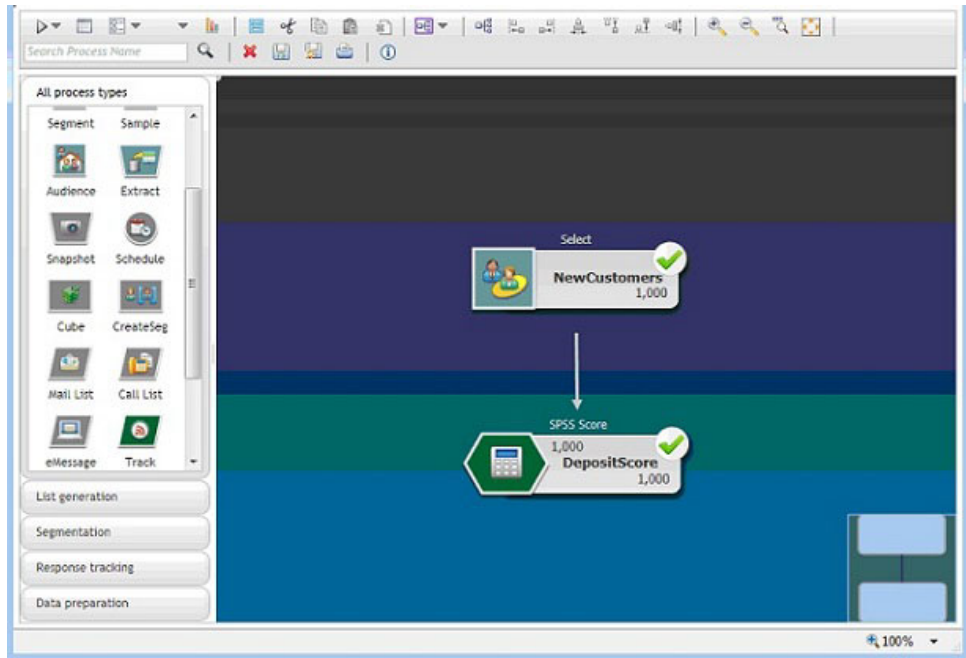 Search Process Name
All process types
Segment Sample
Audience Extract
Snapshot Schedule
Cube CreateSeg
Mail List Call List
eMessage Track
List generation
Segmentation
Response tracking
Data preparation
Select
NewCustomers
1,000
SPSS Score
1,000
DepositScore
1,000
100%